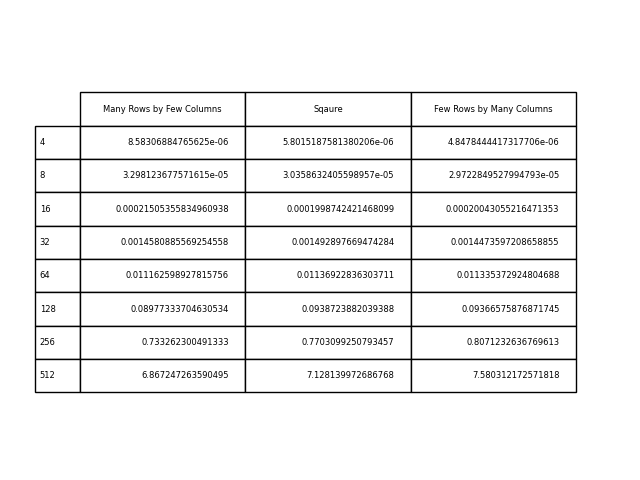 Many Rows by Few Columns Sqaure Few Rows by Many Columns
4 8.58306884765625e-06 5.8015187581380206e-06 4.8478444417317706e-06
8 3.298123677571615e-05 3.0358632405598957e-05 2.9722849527994793e-05
16 0.00021505355834960938 0.0001998742421468099 0.00020043055216471353
32 0.0014580885569254558 0.001492897669474284 0.0014473597208658855
64 0.011162598927815756 0.01136922836303711 0.011335372924804688
128 0.08977333704630534 0.0938723882039388 0.09366575876871745
256 0.733262300491333 0.7703099250793457 0.8071232636769613
512 6.867247263590495 7.128139972686768 7.580312172571818